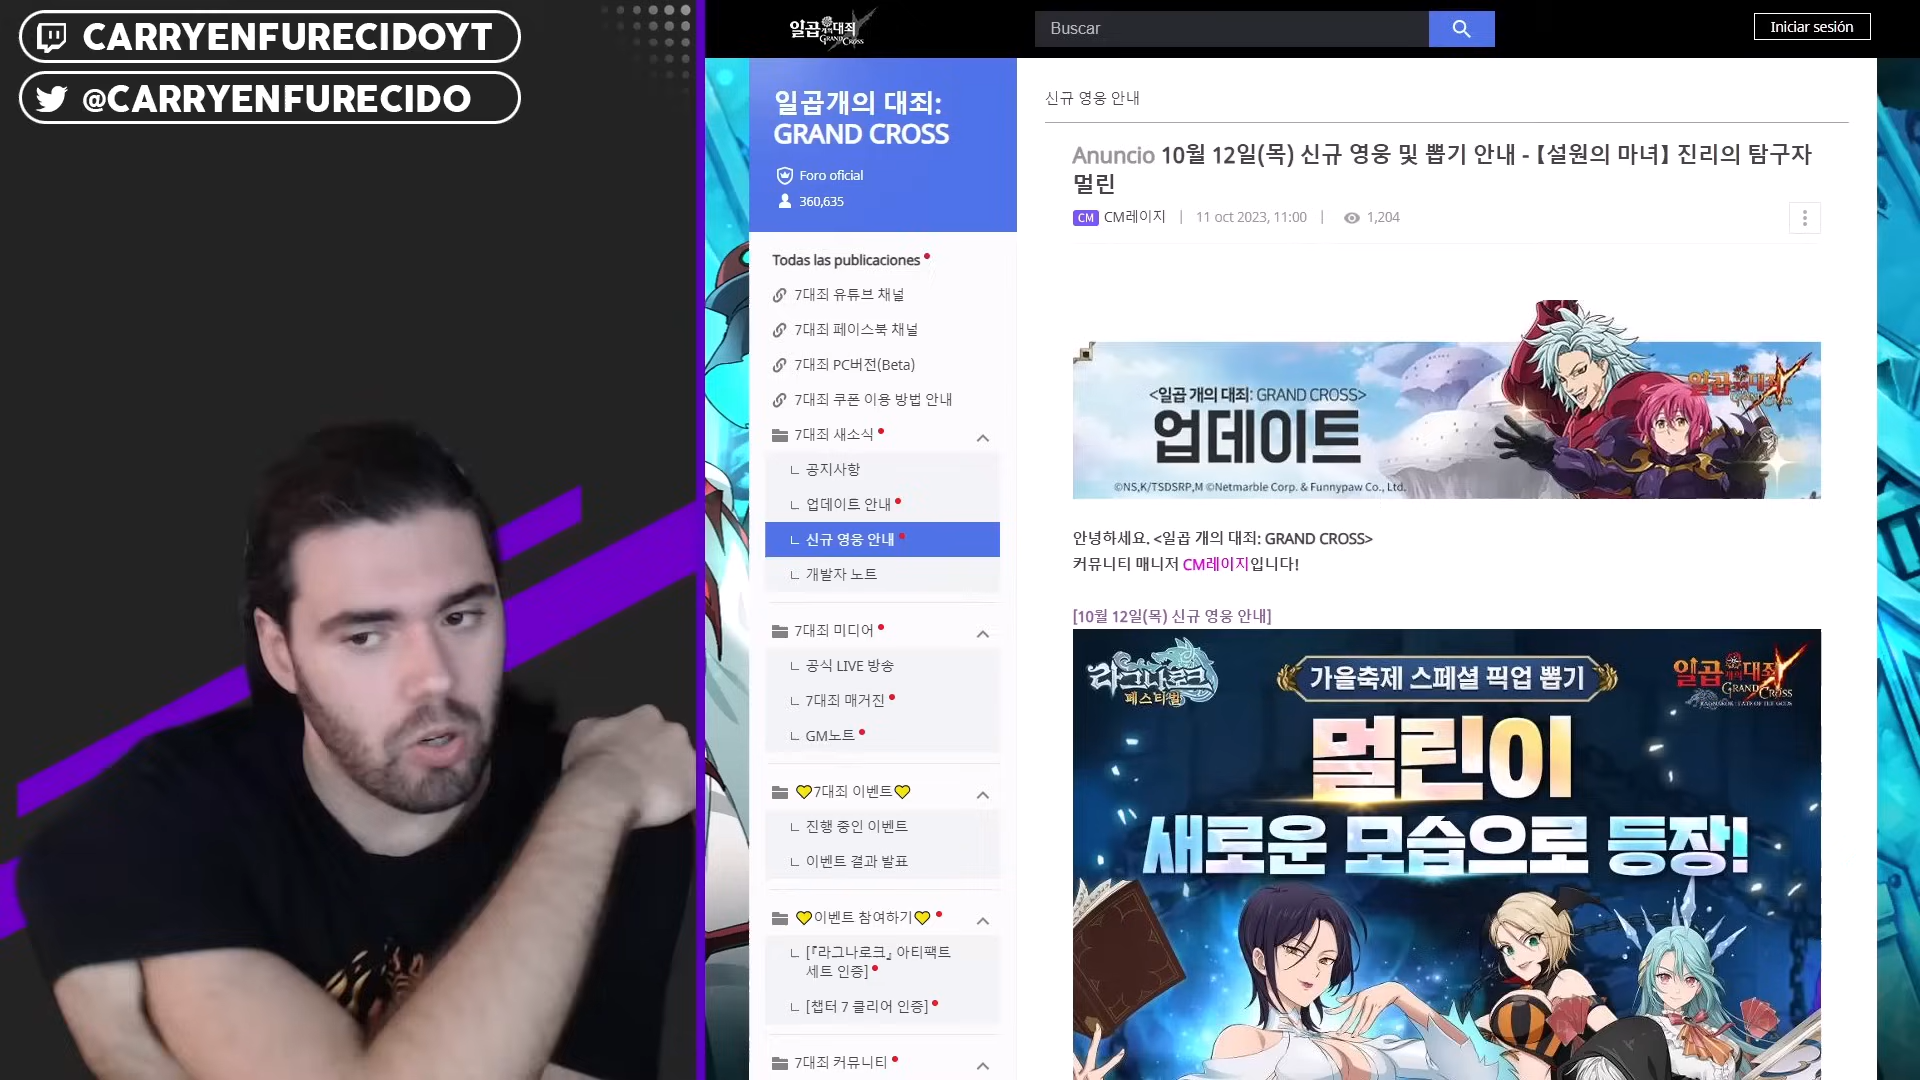 CARRYENFURECIDOYT
@CARRYENFURECIDO
일곱개의대죄
GRAND CROSS
Buscar
Iniciar sesión
일곱개의 대죄:
GRAND CROSS
Foro oficial
360,635
Todas las publicaciones
7대죄 유튜브 채널
7대죄 페이스북 채널
7대죄 PC버전(Beta)
7대죄 쿠폰 이용 방법 안내
7대죄 새소식
ㄴ 공지사항
ㄴ 업데이트 안내
ㄴ 신규 영웅 안내
ㄴ 개발자 노트
7대죄 미디어
ㄴ 공식 LIVE 방송
ㄴ 7대죄 매거진
ㄴ GM노트
💛7대죄 이벤트💛
ㄴ 진행 중인 이벤트
ㄴ 이벤트 결과 발표
💛이벤트 참여하기💛
ㄴ [『라그나로크』 아티팩트
세트 인증]
ㄴ [챕터 7 클리어 인증]
7대죄 커뮤니티
신규 영웅 안내
Anuncio 10월 12일(목) 신규 영웅 및 뽑기 안내 - 【설원의 마녀】 진리의 탐구자
멀린
CM CM레이지 | 11 oct 2023, 11:00 | 1,204
<일곱 개의 대죄: GRAND CROSS>
업데이트
일곱개의대죄
GRAND CROSS
©NS,K/TSDSRP,M ©Netmarble Corp. & Funnypaw Co., Ltd.
안녕하세요. <일곱 개의 대죄: GRAND CROSS>
커뮤니티 매니저 CM레이지입니다!
[10월 12일(목) 신규 영웅 안내]
라그나로크
페스티벌
가을축제 스페셜 픽업 뽑기
일곱개의대죄
GRAND CROSS
RAGNAROK : FATE OF THE GODS
멀린이
새로운 모습으로 등장!